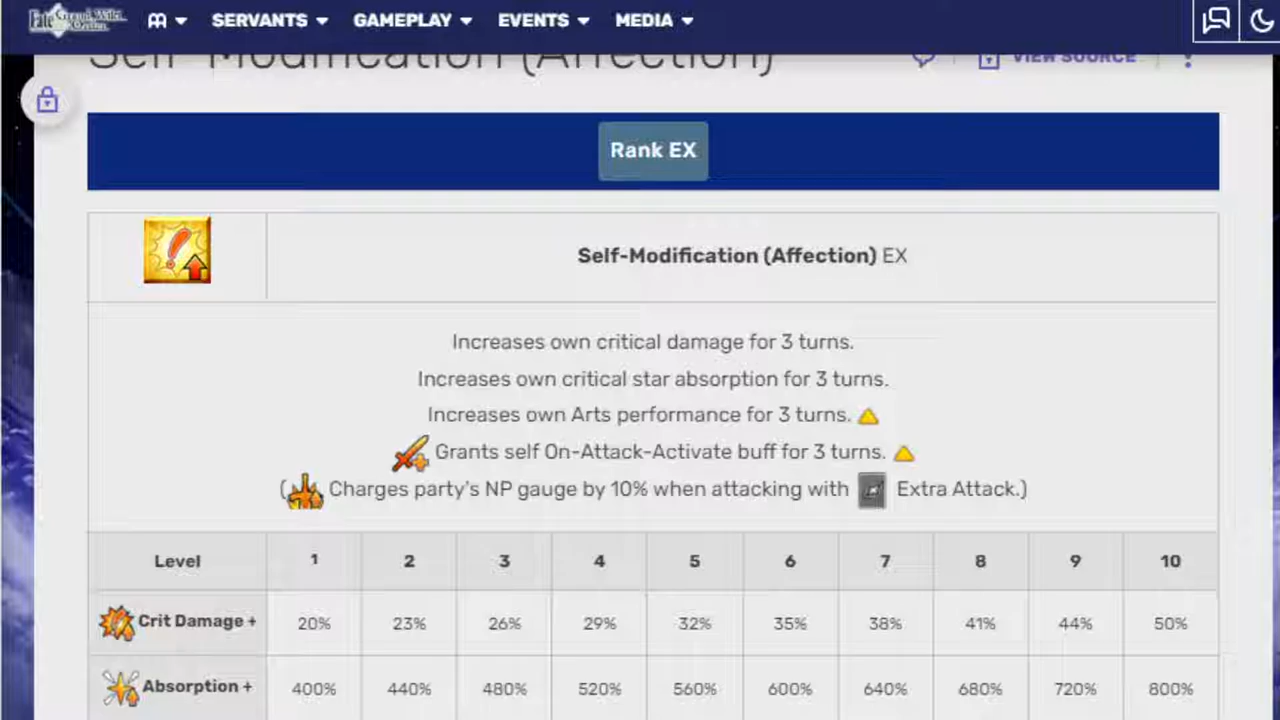 SERVANTS GAMEPLAY EVENTS MEDIA
Self-Modification (Affection)
VIEW SOURCE
Rank EX
Self-Modification (Affection) EX
Increases own critical damage for 3 turns.
Increases own critical star absorption for 3 turns.
Increases own Arts performance for 3 turns.
Grants self On-Attack-Activate buff for 3 turns.
(Charges party's NP gauge by 10% when attacking with Extra Attack.)
Level 1 2 3 4 5 6 7 8 9 10
Crit Damage + 20% 23% 26% 29% 32% 35% 38% 41% 44% 50%
Absorption + 400% 440% 480% 520% 560% 600% 640% 680% 720% 800%